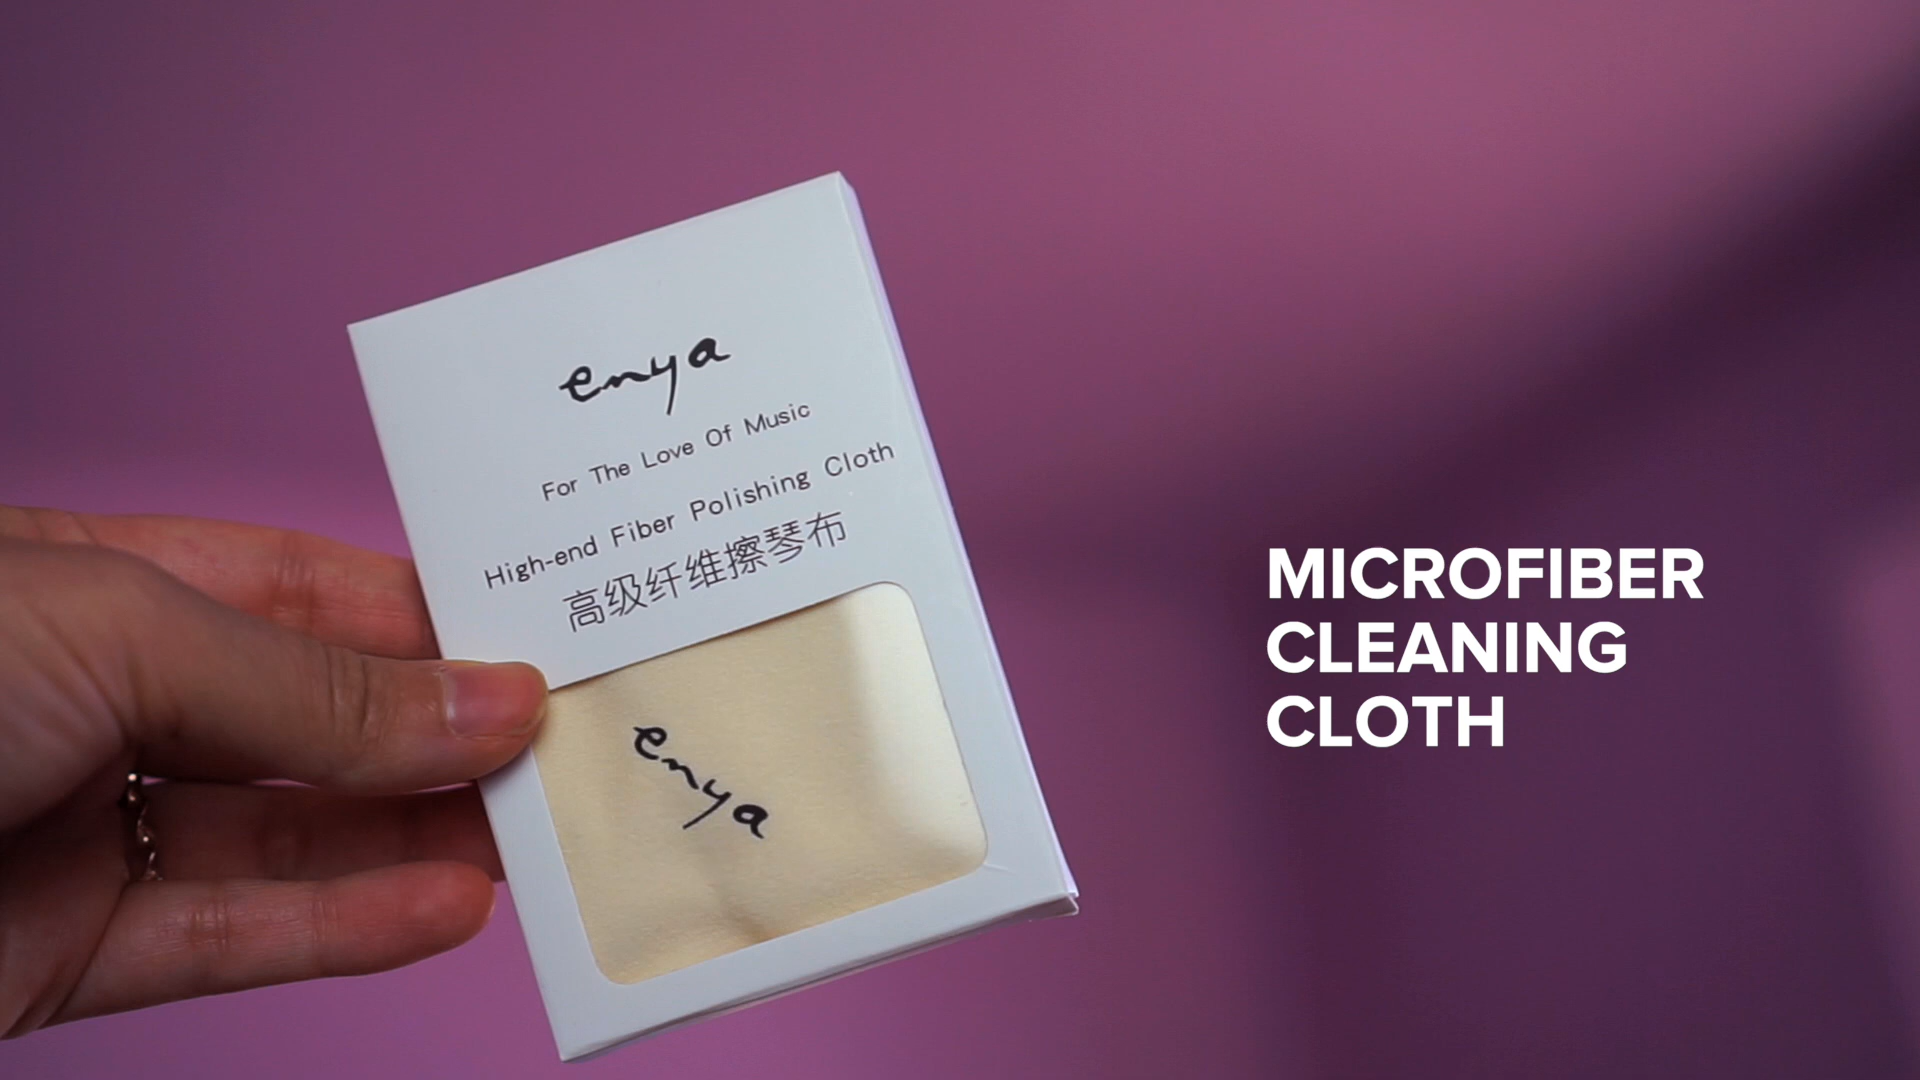 enya
For The Love Of Music
High-end Fiber Polishing Cloth
高级纤维擦琴布
enya
MICROFIBER
CLEANING
CLOTH